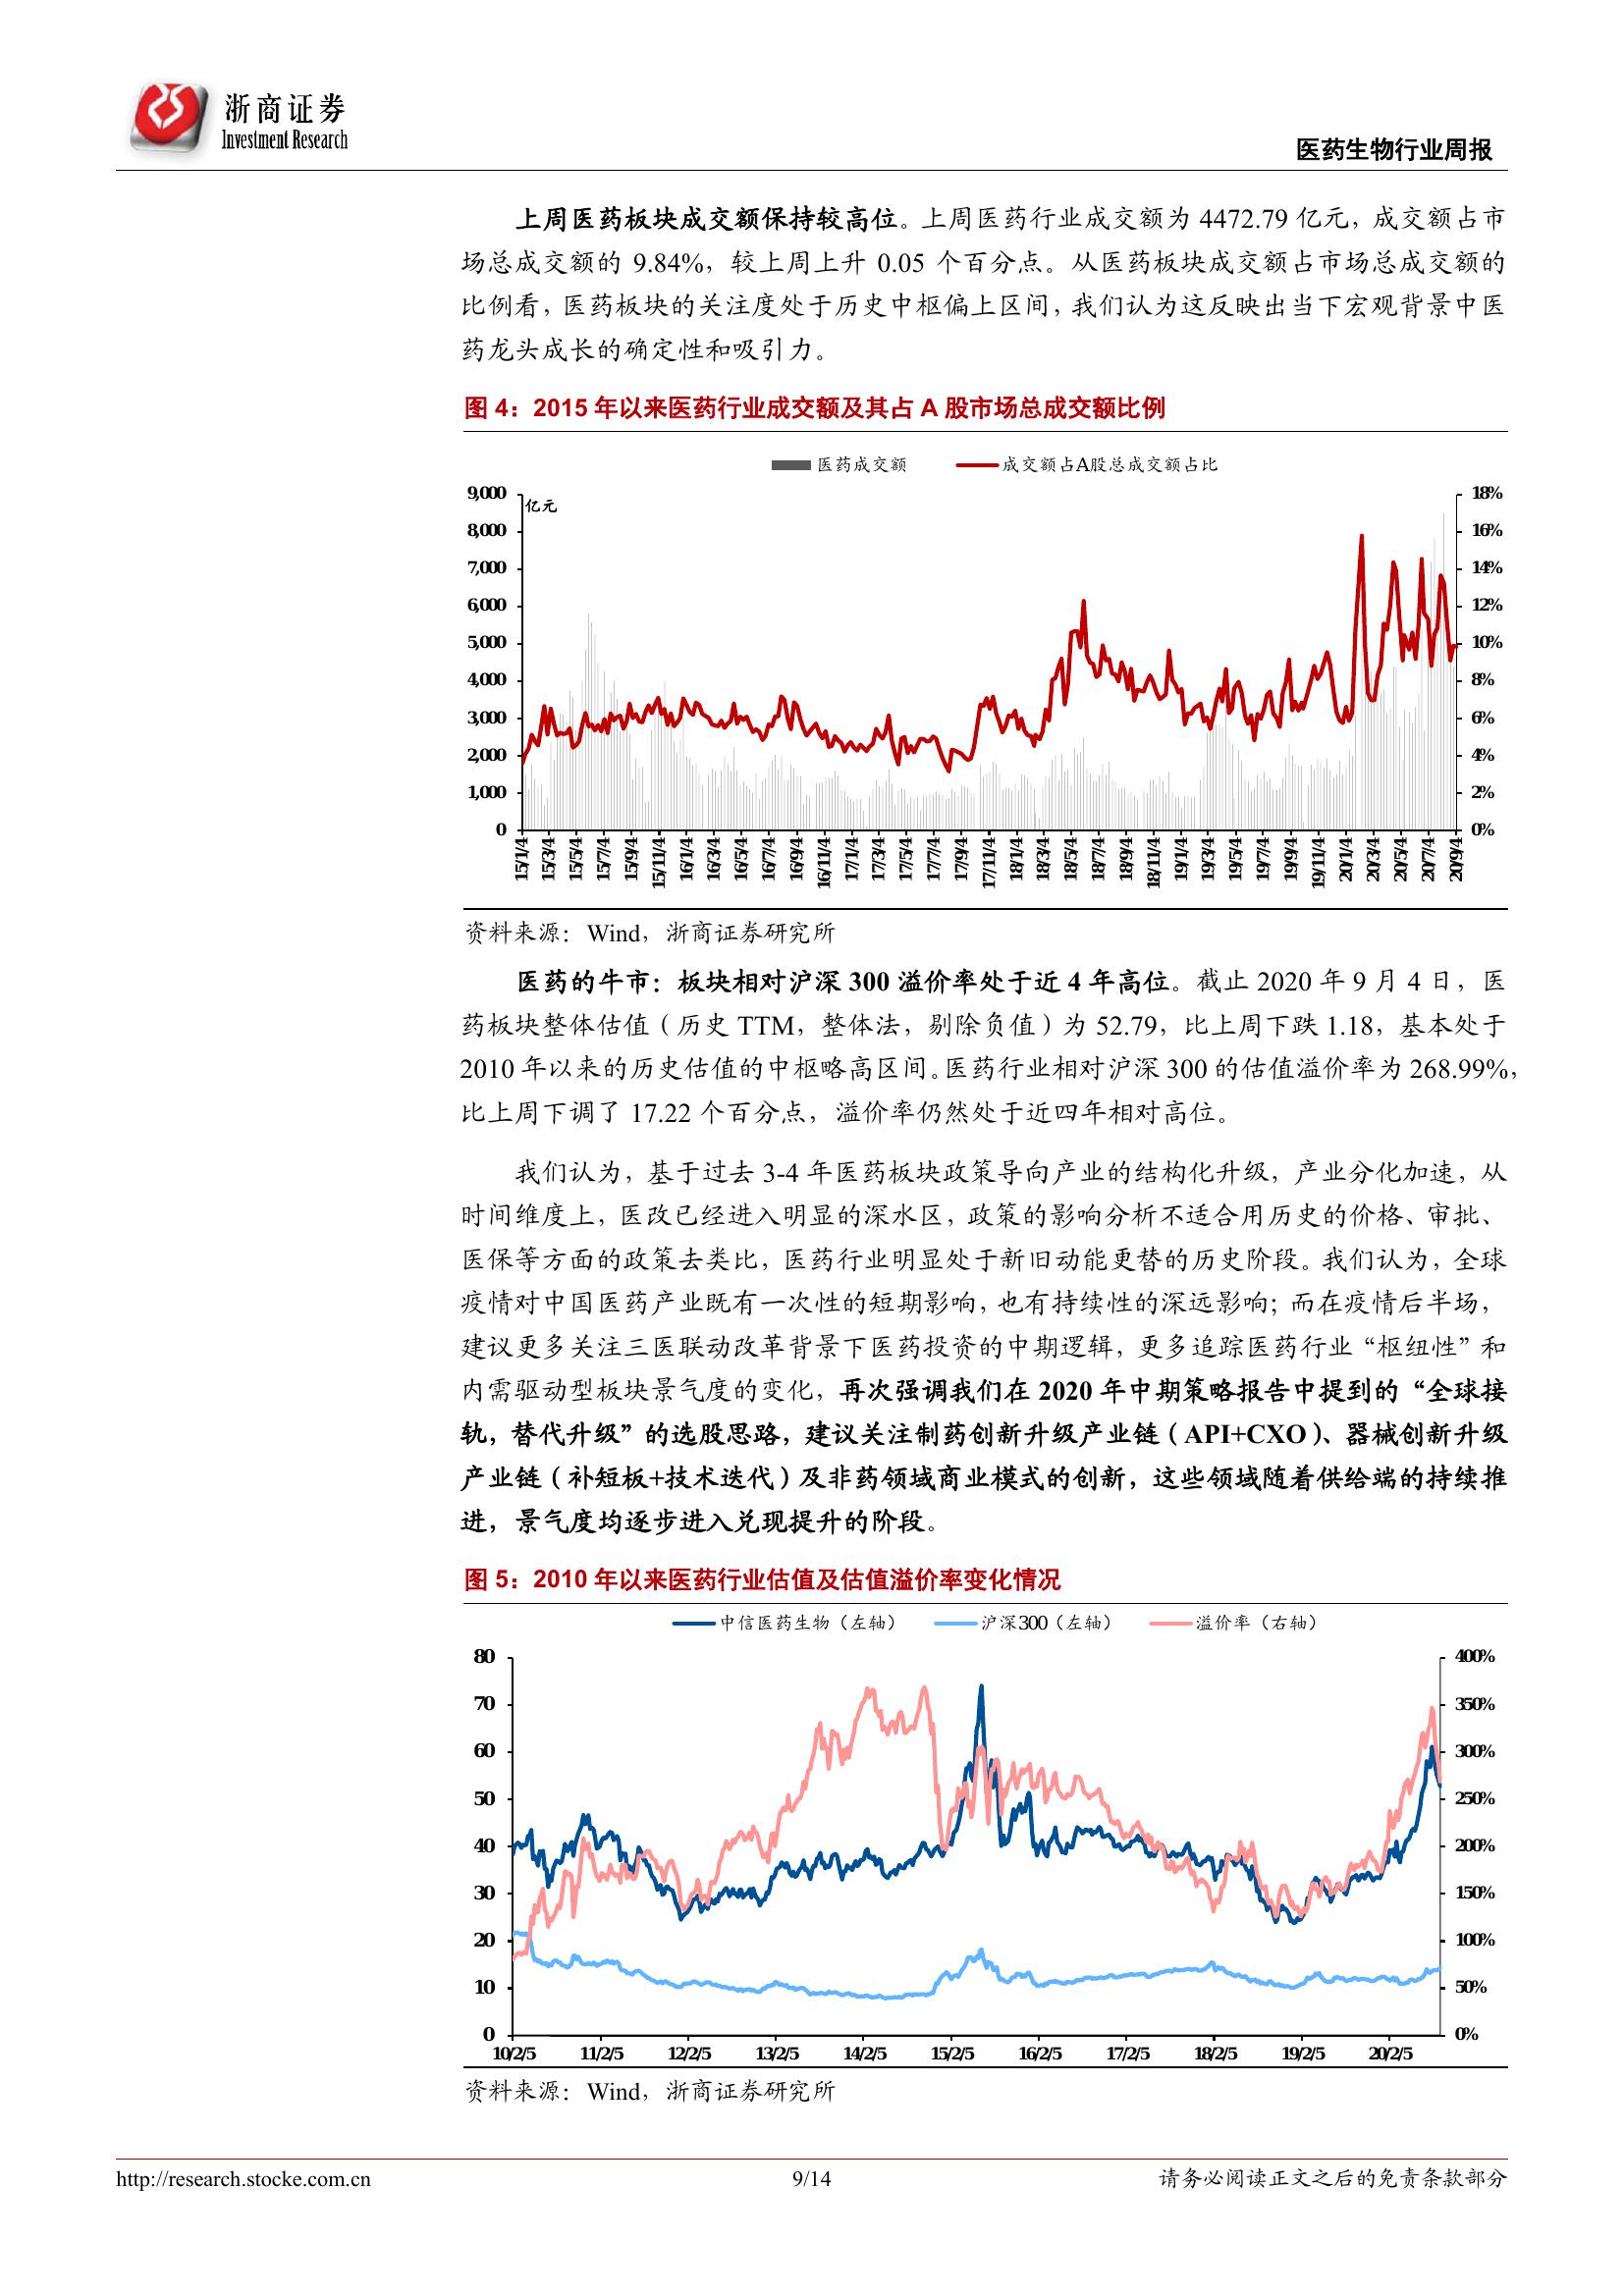 浙商证券
Investment Research
医药生物行业周报
上周医药板块成交额保持较高位。上周医药行业成交额为 4472.79 亿元，成交额占市
场总成交额的 9.84%，较上周上升 0.05 个百分点。从医药板块成交额占市场总成交额的
比例看，医药板块的关注度处于历史中枢偏上区间，我们认为这反映出当下宏观背景中医
药龙头成长的确定性和吸引力。
图 4：2015 年以来医药行业成交额及其占 A 股市场总成交额比例
医药成交额 成交额占A股总成交额占比
亿元
9,000
8,000
7,000
6,000
5,000
4,000
3,000
2,000
1,000
0
18%
16%
14%
12%
10%
8%
6%
4%
2%
0%
15/1/4 15/3/4 15/5/4 15/7/4 15/9/4 15/11/4 16/1/4 16/3/4 16/5/4 16/7/4 16/9/4 16/11/4 17/1/4 17/3/4 17/5/4 17/7/4 17/9/4 17/11/4 18/1/4 18/3/4 18/5/4 18/7/4 18/9/4 18/11/4 19/1/4 19/3/4 19/5/4 19/7/4 19/9/4 19/11/4 20/1/4 20/3/4 20/5/4 20/7/4 20/9/4
资料来源：Wind，浙商证券研究所
医药的牛市：板块相对沪深 300 溢价率处于近 4 年高位。截止 2020 年 9 月 4 日，医
药板块整体估值（历史 TTM，整体法，剔除负值）为 52.79，比上周下跌 1.18，基本处于
2010 年以来的历史估值的中枢略高区间。医药行业相对沪深 300 的估值溢价率为 268.99%，
比上周下调了 17.22 个百分点，溢价率仍然处于近四年相对高位。
我们认为，基于过去 3-4 年医药板块政策导向产业的结构化升级，产业分化加速，从
时间维度上，医改已经进入明显的深水区，政策的影响分析不适合用历史的价格、审批、
医保等方面的政策去类比，医药行业明显处于新旧动能更替的历史阶段。我们认为，全球
疫情对中国医药产业既有一次性的短期影响，也有持续性的深远影响；而在疫情后半场，
建议更多关注三医联动改革背景下医药投资的中期逻辑，更多追踪医药行业“枢纽性”和
内需驱动型板块景气度的变化，再次强调我们在 2020 年中期策略报告中提到的“全球接
轨，替代升级”的选股思路，建议关注制药创新升级产业链（API+CXO）、器械创新升级
产业链（补短板+技术迭代）及非药领域商业模式的创新，这些领域随着供给端的持续推
进，景气度均逐步进入兑现提升的阶段。
图 5：2010 年以来医药行业估值及估值溢价率变化情况
中信医药生物（左轴） 沪深300（左轴） 溢价率（右轴）
80
70
60
50
40
30
20
10
0
400%
350%
300%
250%
200%
150%
100%
50%
0%
10/2/5 11/2/5 12/2/5 13/2/5 14/2/5 15/2/5 16/2/5 17/2/5 18/2/5 19/2/5 20/2/5
资料来源：Wind，浙商证券研究所
http://research.stocke.com.cn 9/14 请务必阅读正文之后的免责条款部分